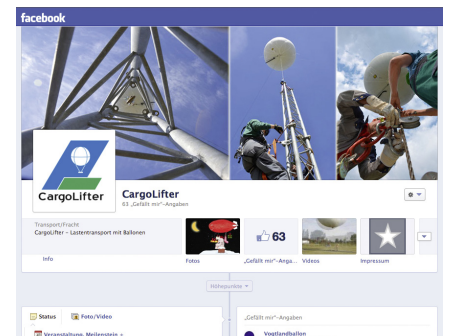 facebook
CargoLifter
CargoLifter
63 „Gefällt mir“-Angaben
Transport/Fracht
CargoLifter - Lastentransport mit Ballonen
63
Info
Fotos
„Gefällt mir“-Anga...
Videos
Impressum
Höhepunkte
Status
Foto/Video
„Gefällt mir“-Angaben
Veranstaltung, Meilenstein +
Vogtlandballon